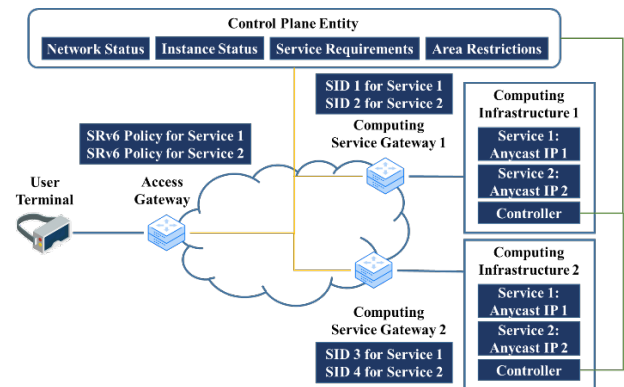 Control Plane Entity
Network Status
Instance Status
Service Requirements
Area Restrictions
SID 1 for Service 1
SID 2 for Service 2
Computing
Infrastructure 1
SRv6 Policy for Service 1
SRv6 Policy for Service 2
Computing
Service Gateway 1
Service 1:
Anycast IP 1
Service 2:
Anycast IP 2
Controller
User
Terminal
Access
Gateway
Computing
Infrastructure 2
Service 1:
Anycast IP 1
Service 2:
Anycast IP 2
Controller
Computing
Service Gateway 2
SID 3 for Service 1
SID 4 for Service 2